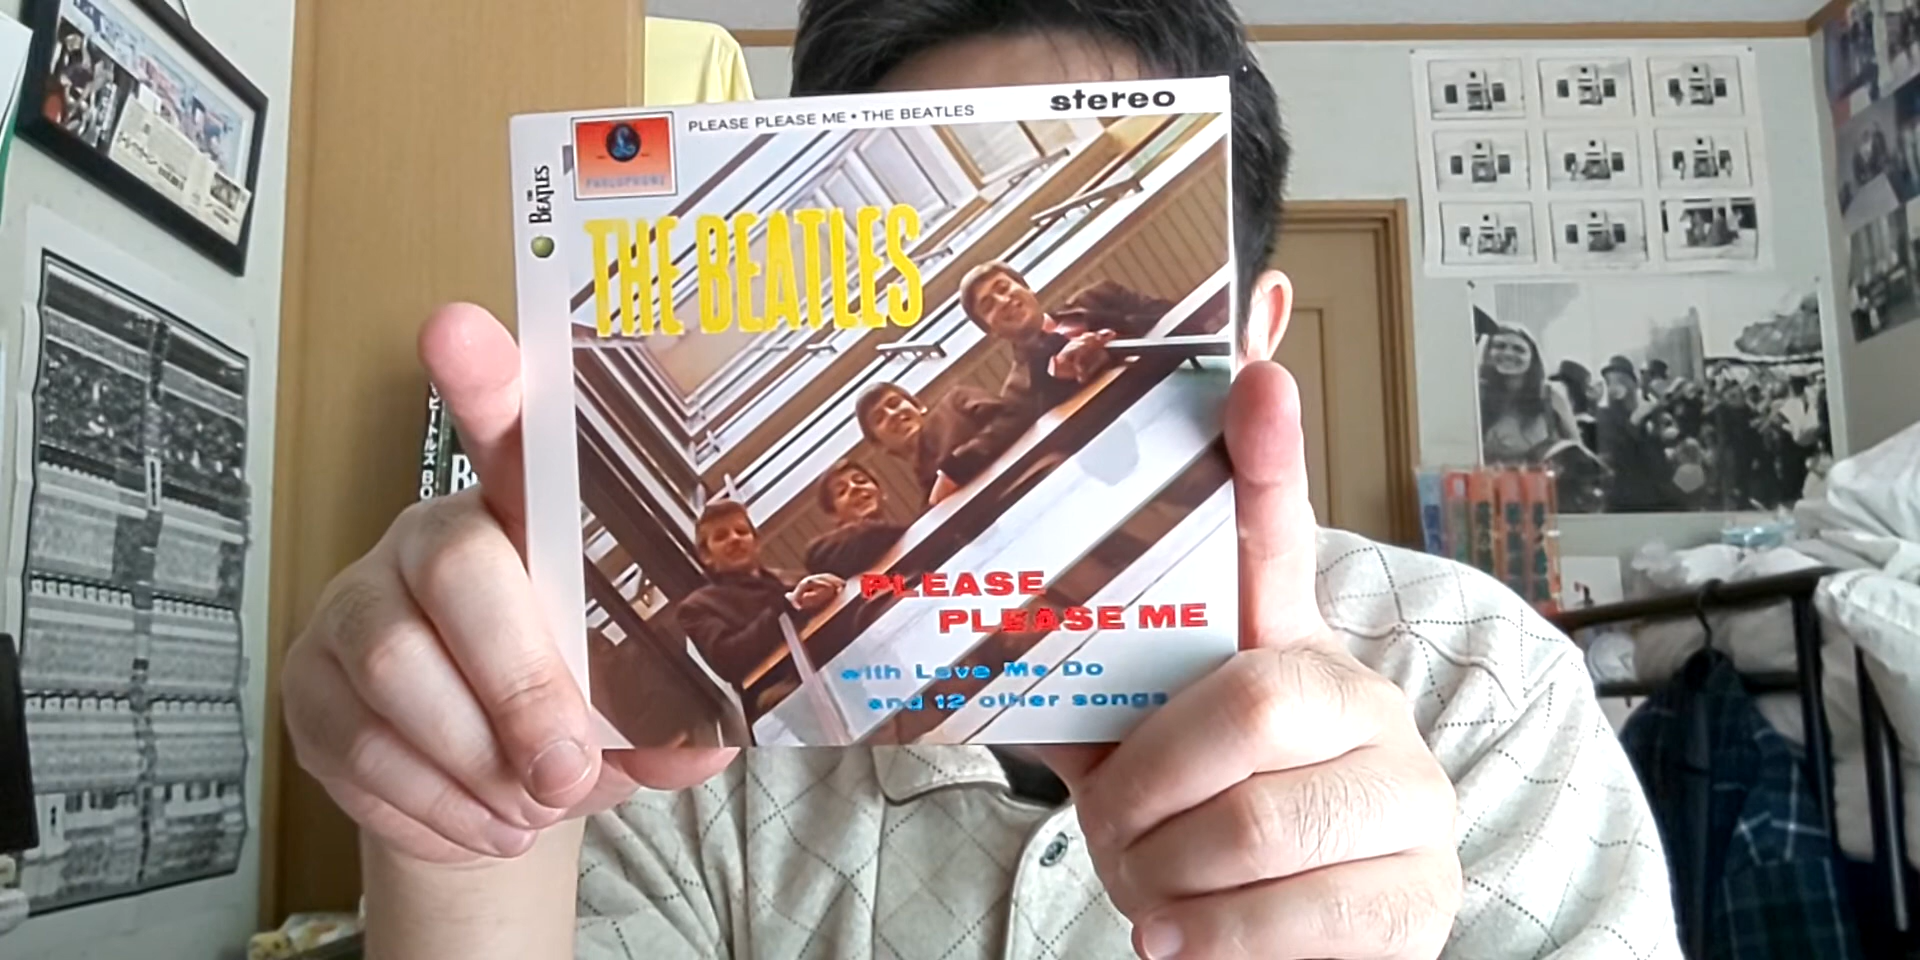 PLEASE PLEASE ME • THE BEATLES
stereo
PARLOPHONE
THE BEATLES
THE BEATLES
PLEASE
PLEASE ME
with Love Me Do
and 12 other songs